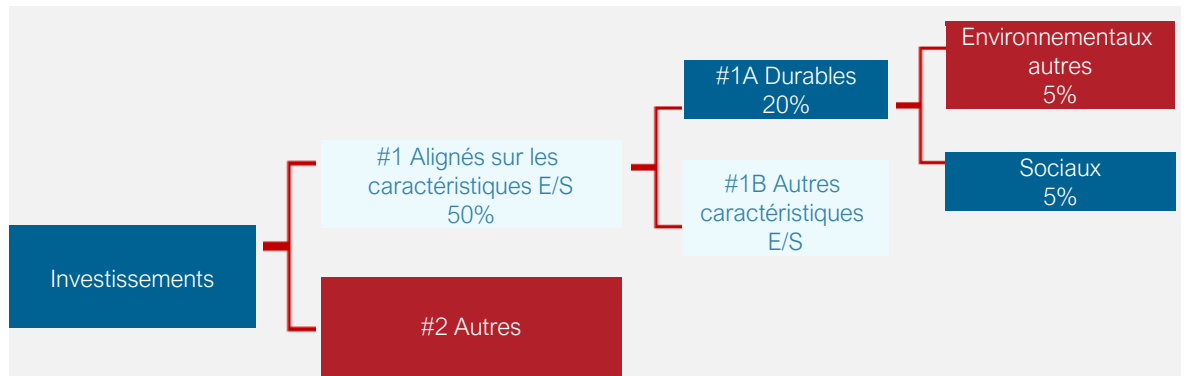 Investissements
#1 Alignés sur les
caractéristiques E/S
50%
#2 Autres
#1A Durables
20%
#1B Autres
caractéristiques
E/S
Environnementaux
autres
5%
Sociaux
5%